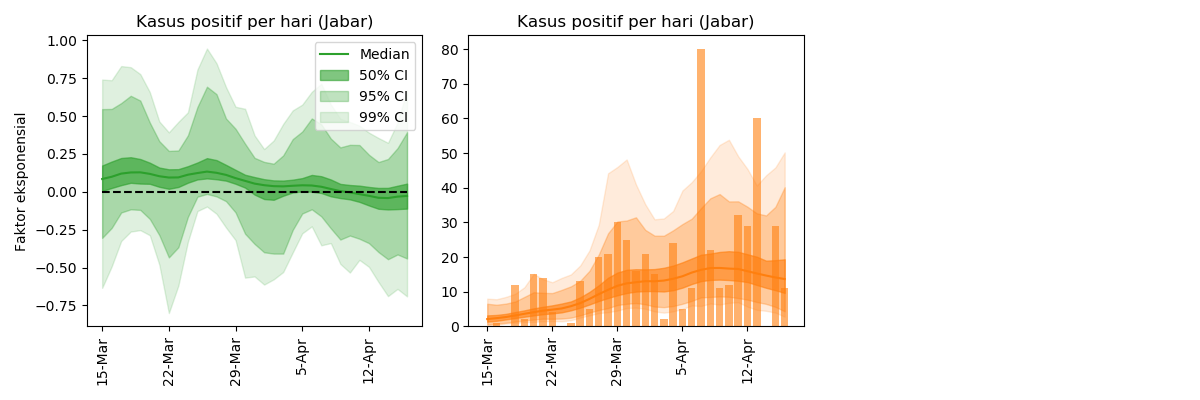 Kasus positif per hari (Jabar)
Faktor eksponensial
1.00
0.75
0.50
0.25
0.00
−0.25
−0.50
−0.75
15-Mar
22-Mar
29-Mar
5-Apr
12-Apr
Median
50% CI
95% CI
99% CI
Kasus positif per hari (Jabar)
80
70
60
50
40
30
20
10
0
15-Mar
22-Mar
29-Mar
5-Apr
12-Apr